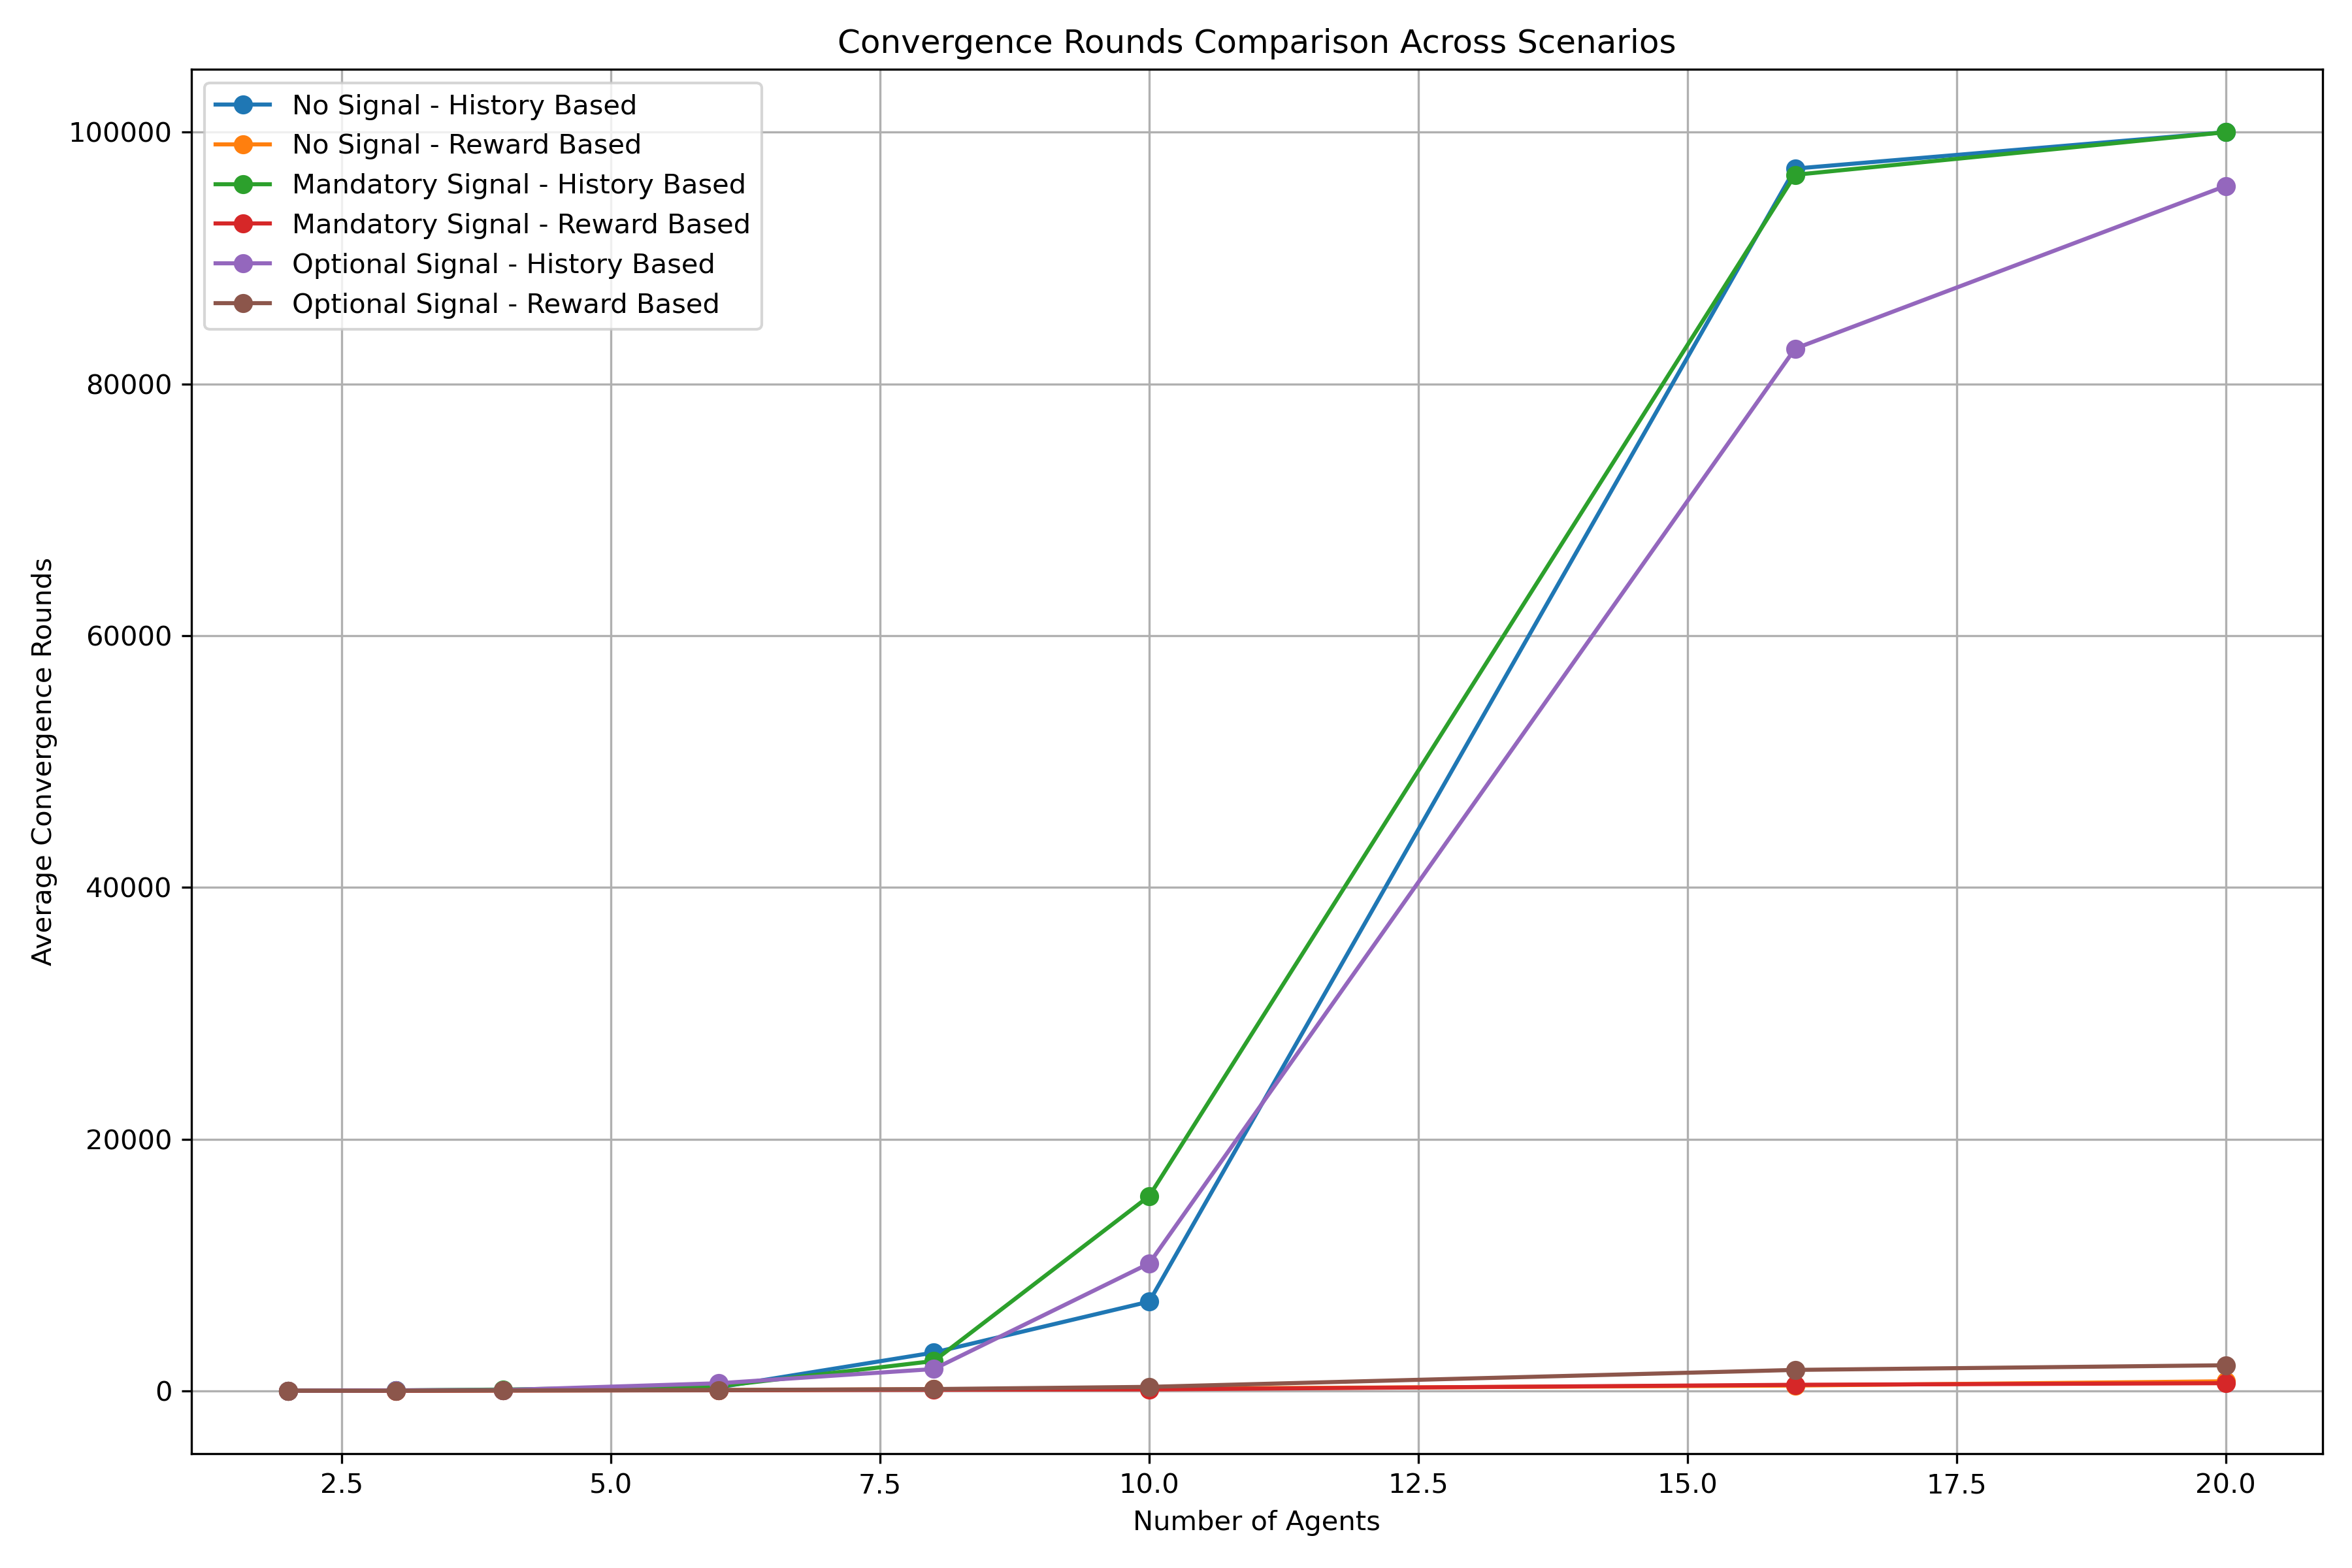 Convergence Rounds Comparison Across Scenarios
No Signal - History Based
No Signal - Reward Based
Mandatory Signal - History Based
Mandatory Signal - Reward Based
Optional Signal - History Based
Optional Signal - Reward Based
100000
80000
60000
40000
20000
0
Average Convergence Rounds
2.5
5.0
7.5
10.0
12.5
15.0
17.5
20.0
Number of Agents